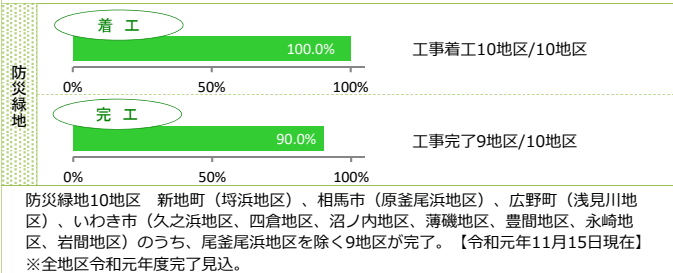 防災緑地
着 工
100.0%
工事着工10地区/10地区
0% 50% 100%
完 工
90.0%
工事完了9地区/10地区
0% 50% 100%
防災緑地10地区 新地町（埓浜地区）、相馬市（原釜尾浜地区）、広野町（浅見川地
区）、いわき市（久之浜地区、四倉地区、沼ノ内地区、薄磯地区、豊間地区、永崎地
区、岩間地区）のうち、尾釜尾浜地区を除く9地区が完了。【令和元年11月15日現在】
※全地区令和元年度完了見込。